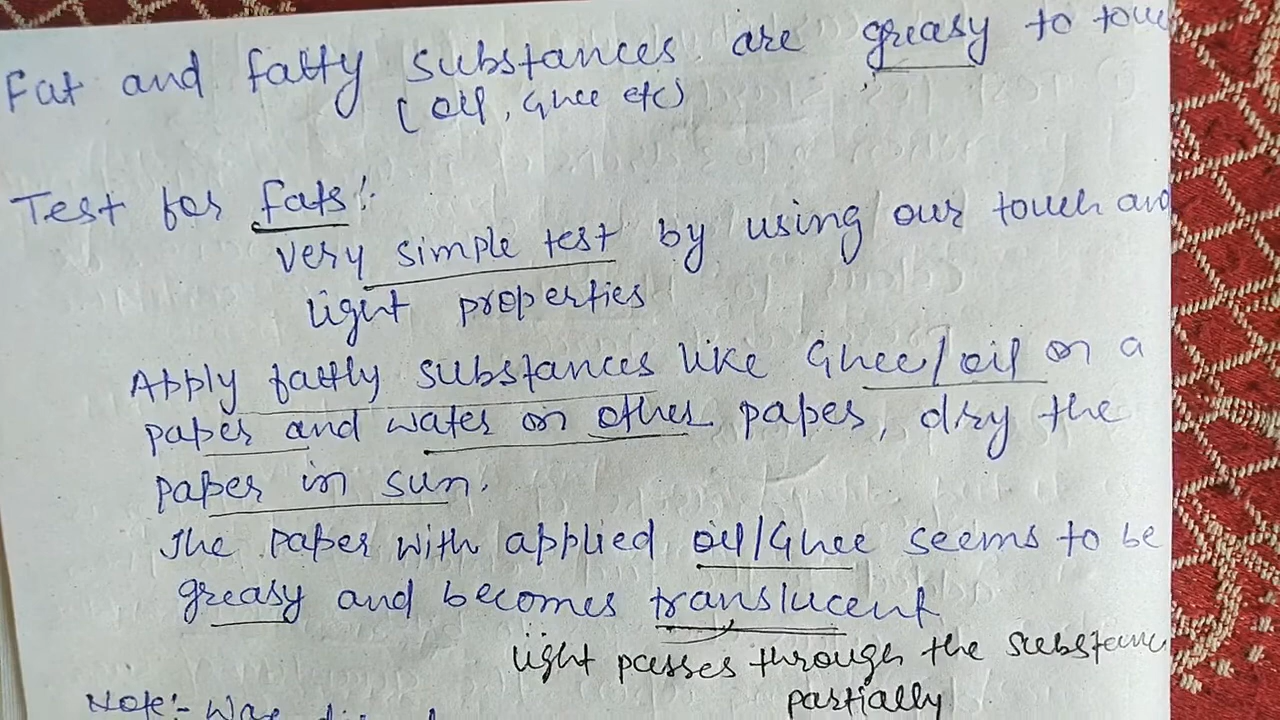 Fat and fatty substances are greasy to touch
(oil, Ghee etc)
Test for fats:-
very simple test by using our touch and
light properties
Apply fattly substances like Ghee/oil on a
paper and water on other paper, dry the
paper in sun.
The paper with applied oil/Ghee seems to be
greasy and becomes translucent
light passes through the substance
partially
Note:-